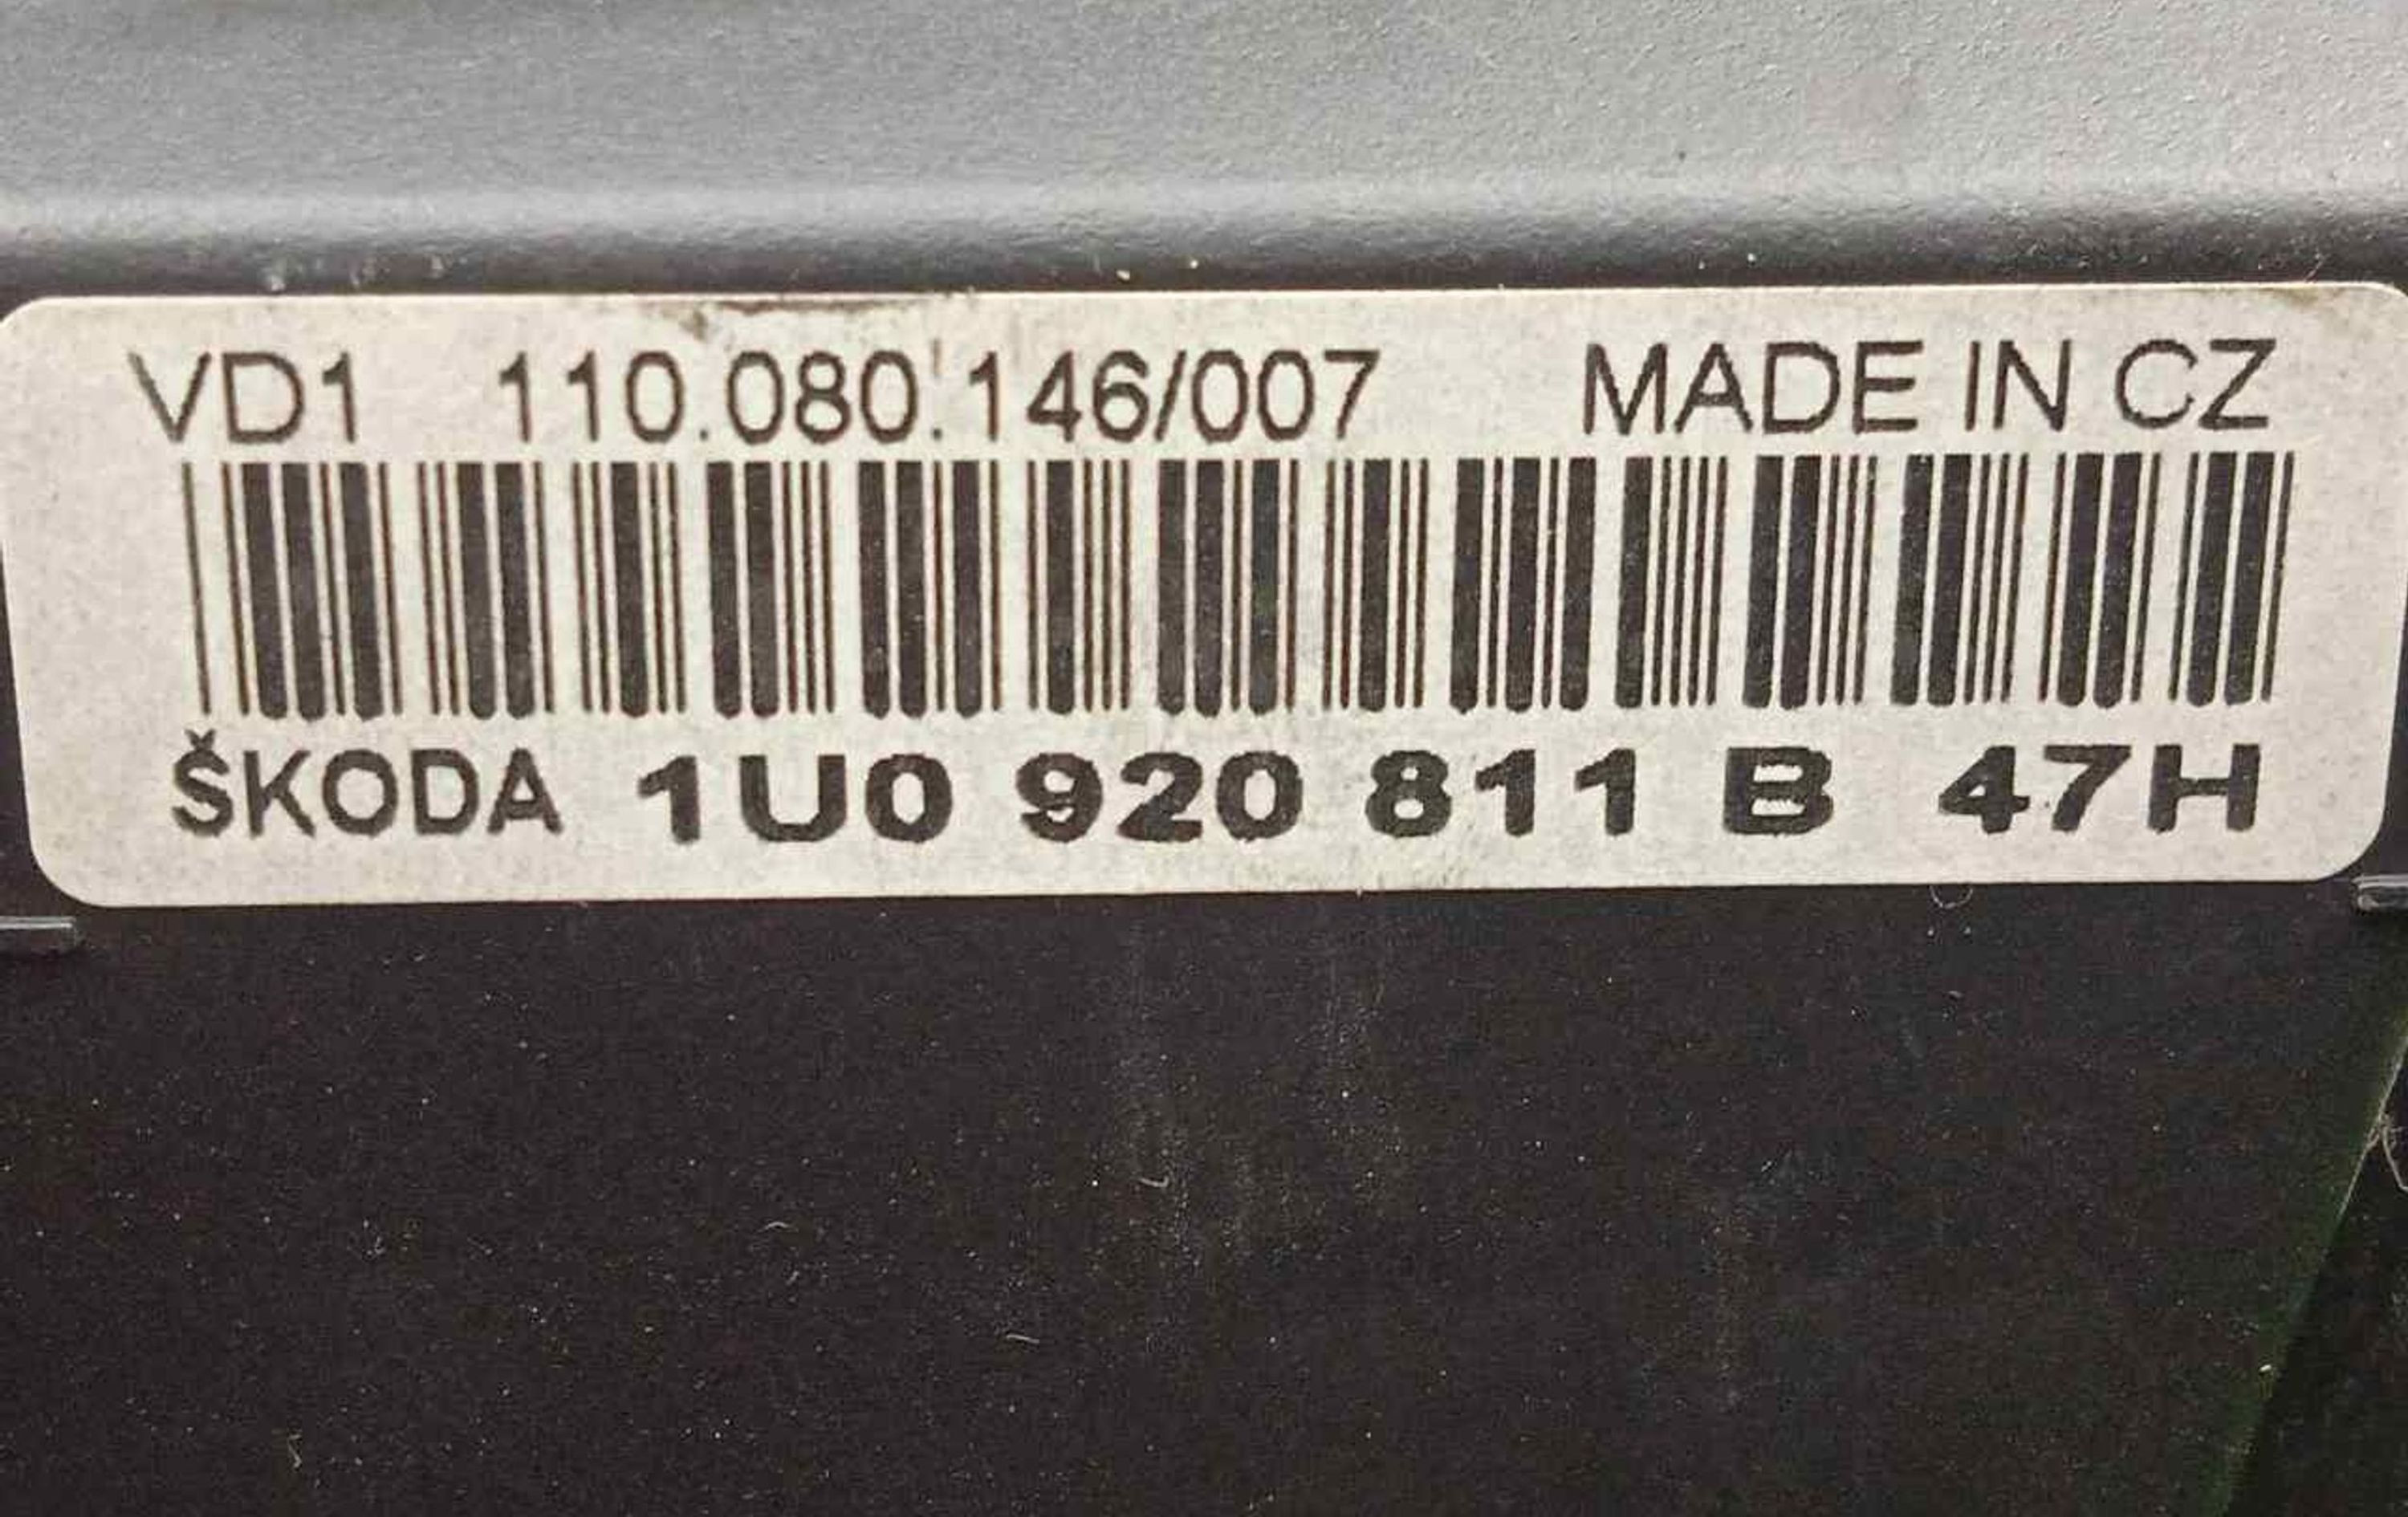 VD1 110.080.146/007 MADE IN CZ
ŠKODA 1U0 920 811 B 47H